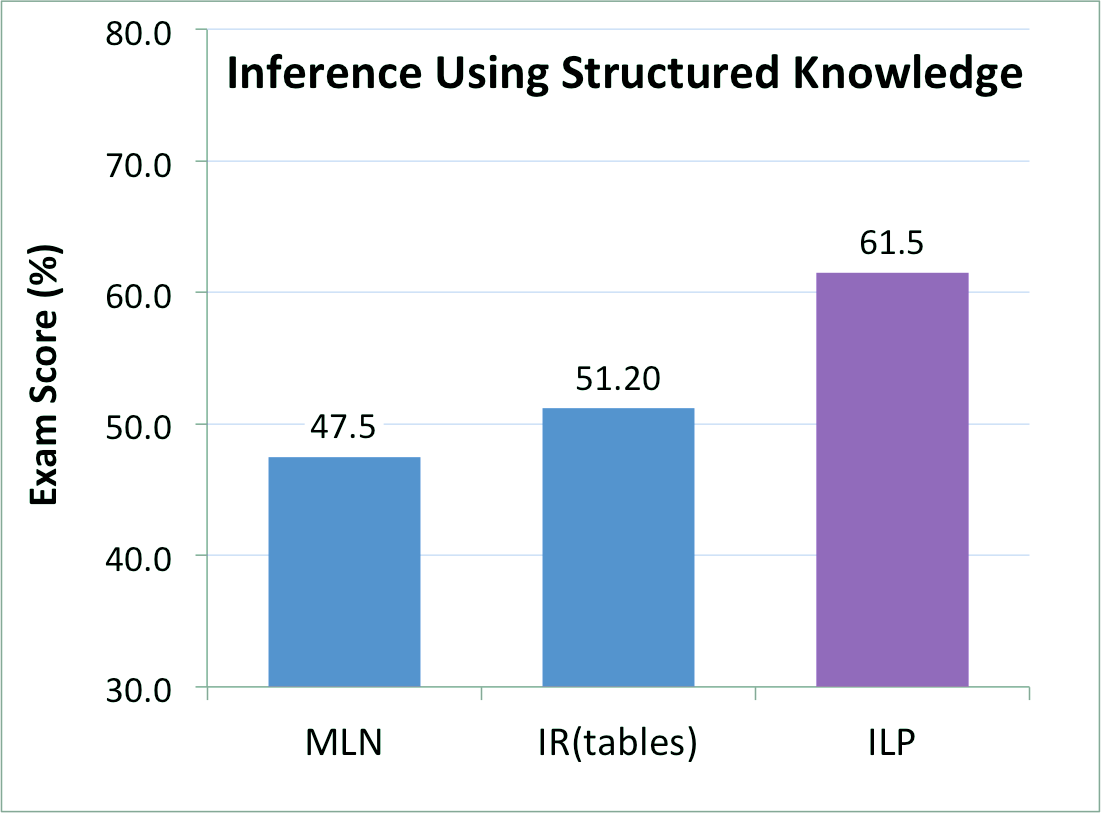 Inference Using Structured Knowledge
Exam Score (%)
80.0
70.0
60.0
50.0
40.0
30.0
47.5
51.20
61.5
MLN
IR(tables)
ILP